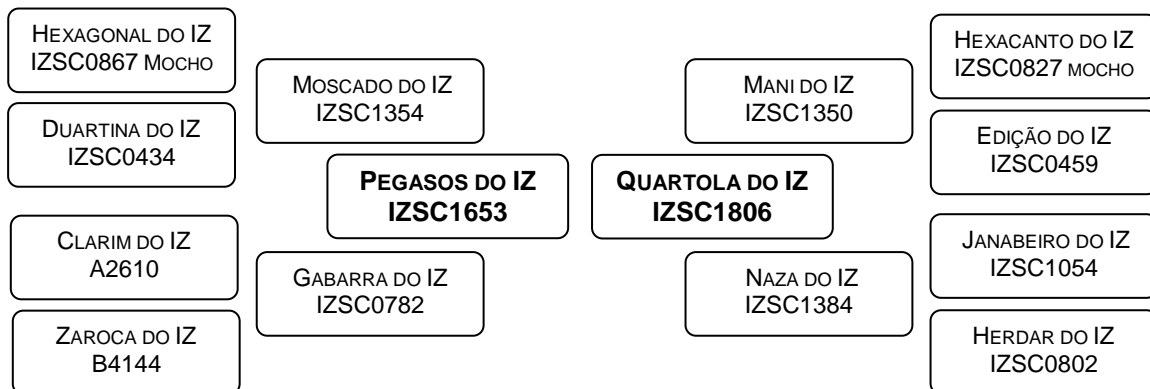 HEXAGONAL DO IZ
IZSC0867 MOCHO
MOSCADO DO IZ
IZSC1354
DUARTINA DO IZ
IZSC0434
PEGASOS DO IZ
IZSC1653
CLARIM DO IZ
A2610
GABARRA DO IZ
IZSC0782
ZAROCA DO IZ
B4144
HEXACANTO DO IZ
IZSC0827 MOCHO
MANI DO IZ
IZSC1350
EDIÇÃO DO IZ
IZSC0459
QUARTOLA DO IZ
IZSC1806
JANABEIRO DO IZ
IZSC1054
NAZA DO IZ
IZSC1384
HERDAR DO IZ
IZSC0802